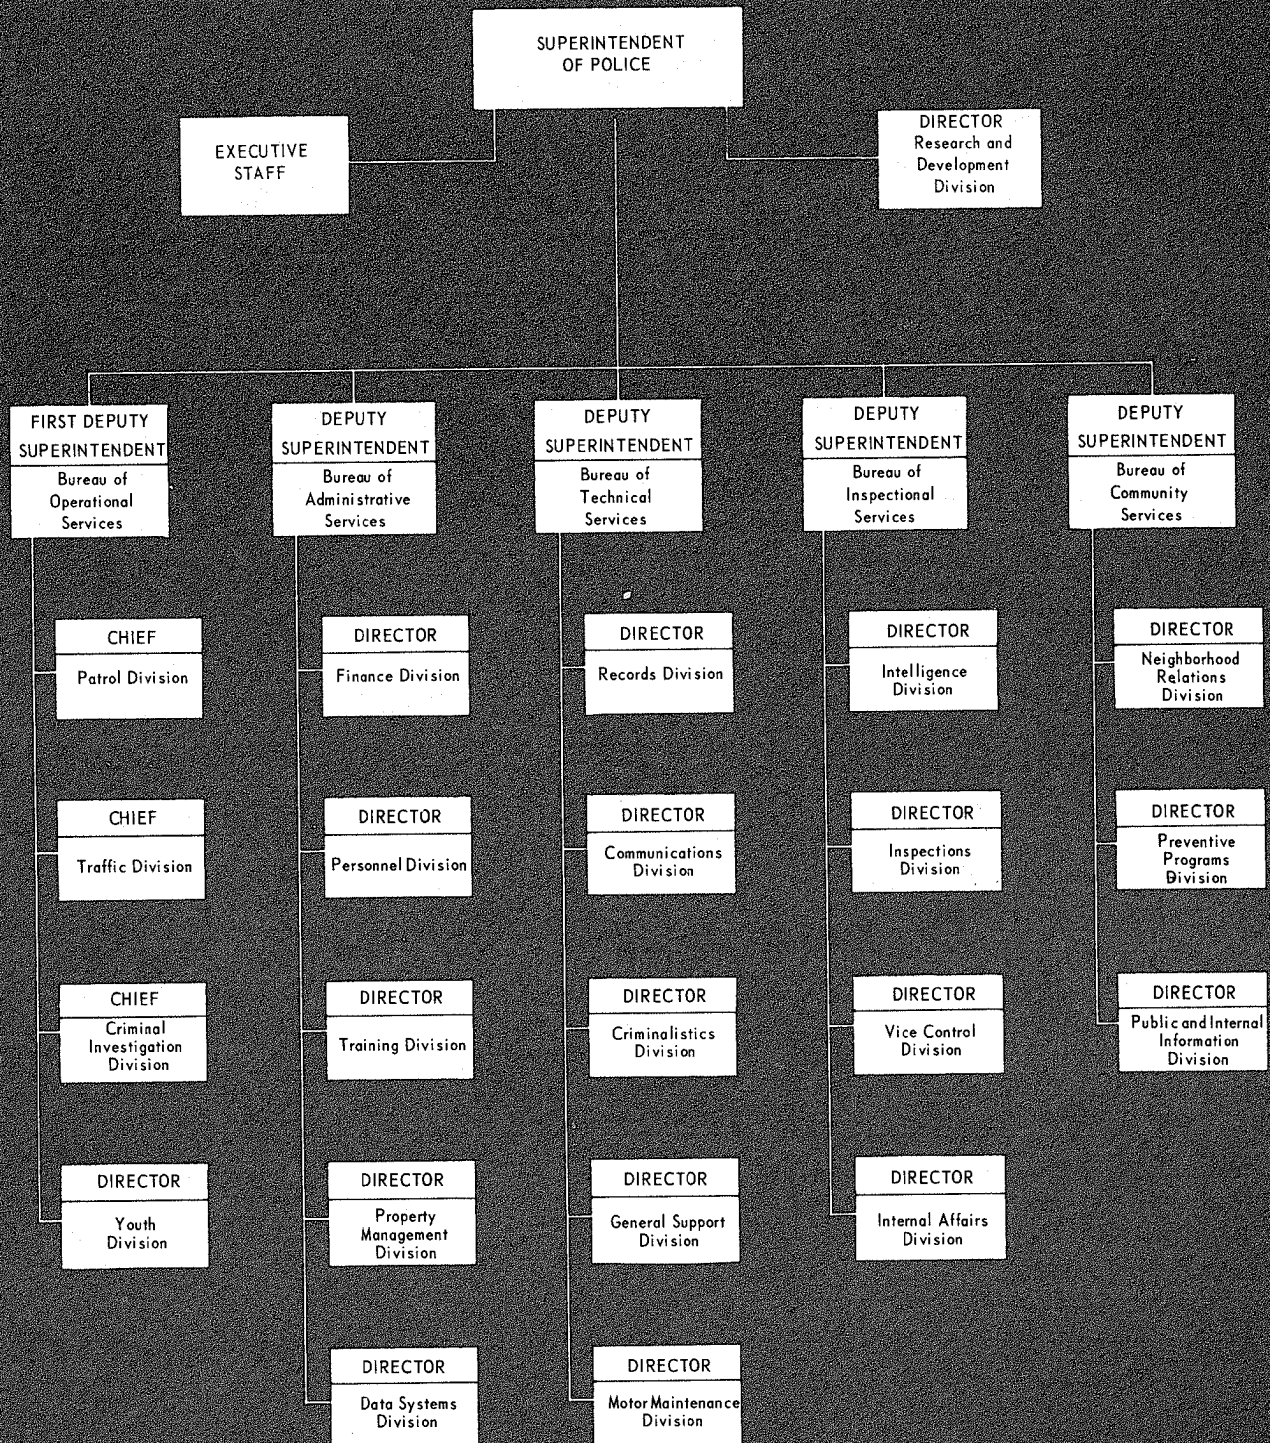 SUPERINTENDENT
OF POLICE
EXECUTIVE
STAFF
DIRECTOR
Research and
Development
Division
FIRST DEPUTY
SUPERINTENDENT
Bureau of
Operational
Services
DEPUTY
SUPERINTENDENT
Bureau of
Administrative
Services
DEPUTY
SUPERINTENDENT
Bureau of
Technical
Services
DEPUTY
SUPERINTENDENT
Bureau of
Inspectional
Services
DEPUTY
SUPERINTENDENT
Bureau of
Community
Services
CHIEF
Patrol Division
DIRECTOR
Finance Division
DIRECTOR
Records Division
DIRECTOR
Intelligence
Division
DIRECTOR
Neighborhood
Relations
Division
CHIEF
Traffic Division
DIRECTOR
Personnel Division
DIRECTOR
Communications
Division
DIRECTOR
Inspections
Division
DIRECTOR
Preventive
Programs
Division
CHIEF
Criminal
Investigation
Division
DIRECTOR
Training Division
DIRECTOR
Criminalistics
Division
DIRECTOR
Vice Control
Division
DIRECTOR
Public and Internal
Information
Division
DIRECTOR
Youth
Division
DIRECTOR
Property
Management
Division
DIRECTOR
General Support
Division
DIRECTOR
Internal Affairs
Division
DIRECTOR
Data Systems
Division
DIRECTOR
Motor Maintenance
Division